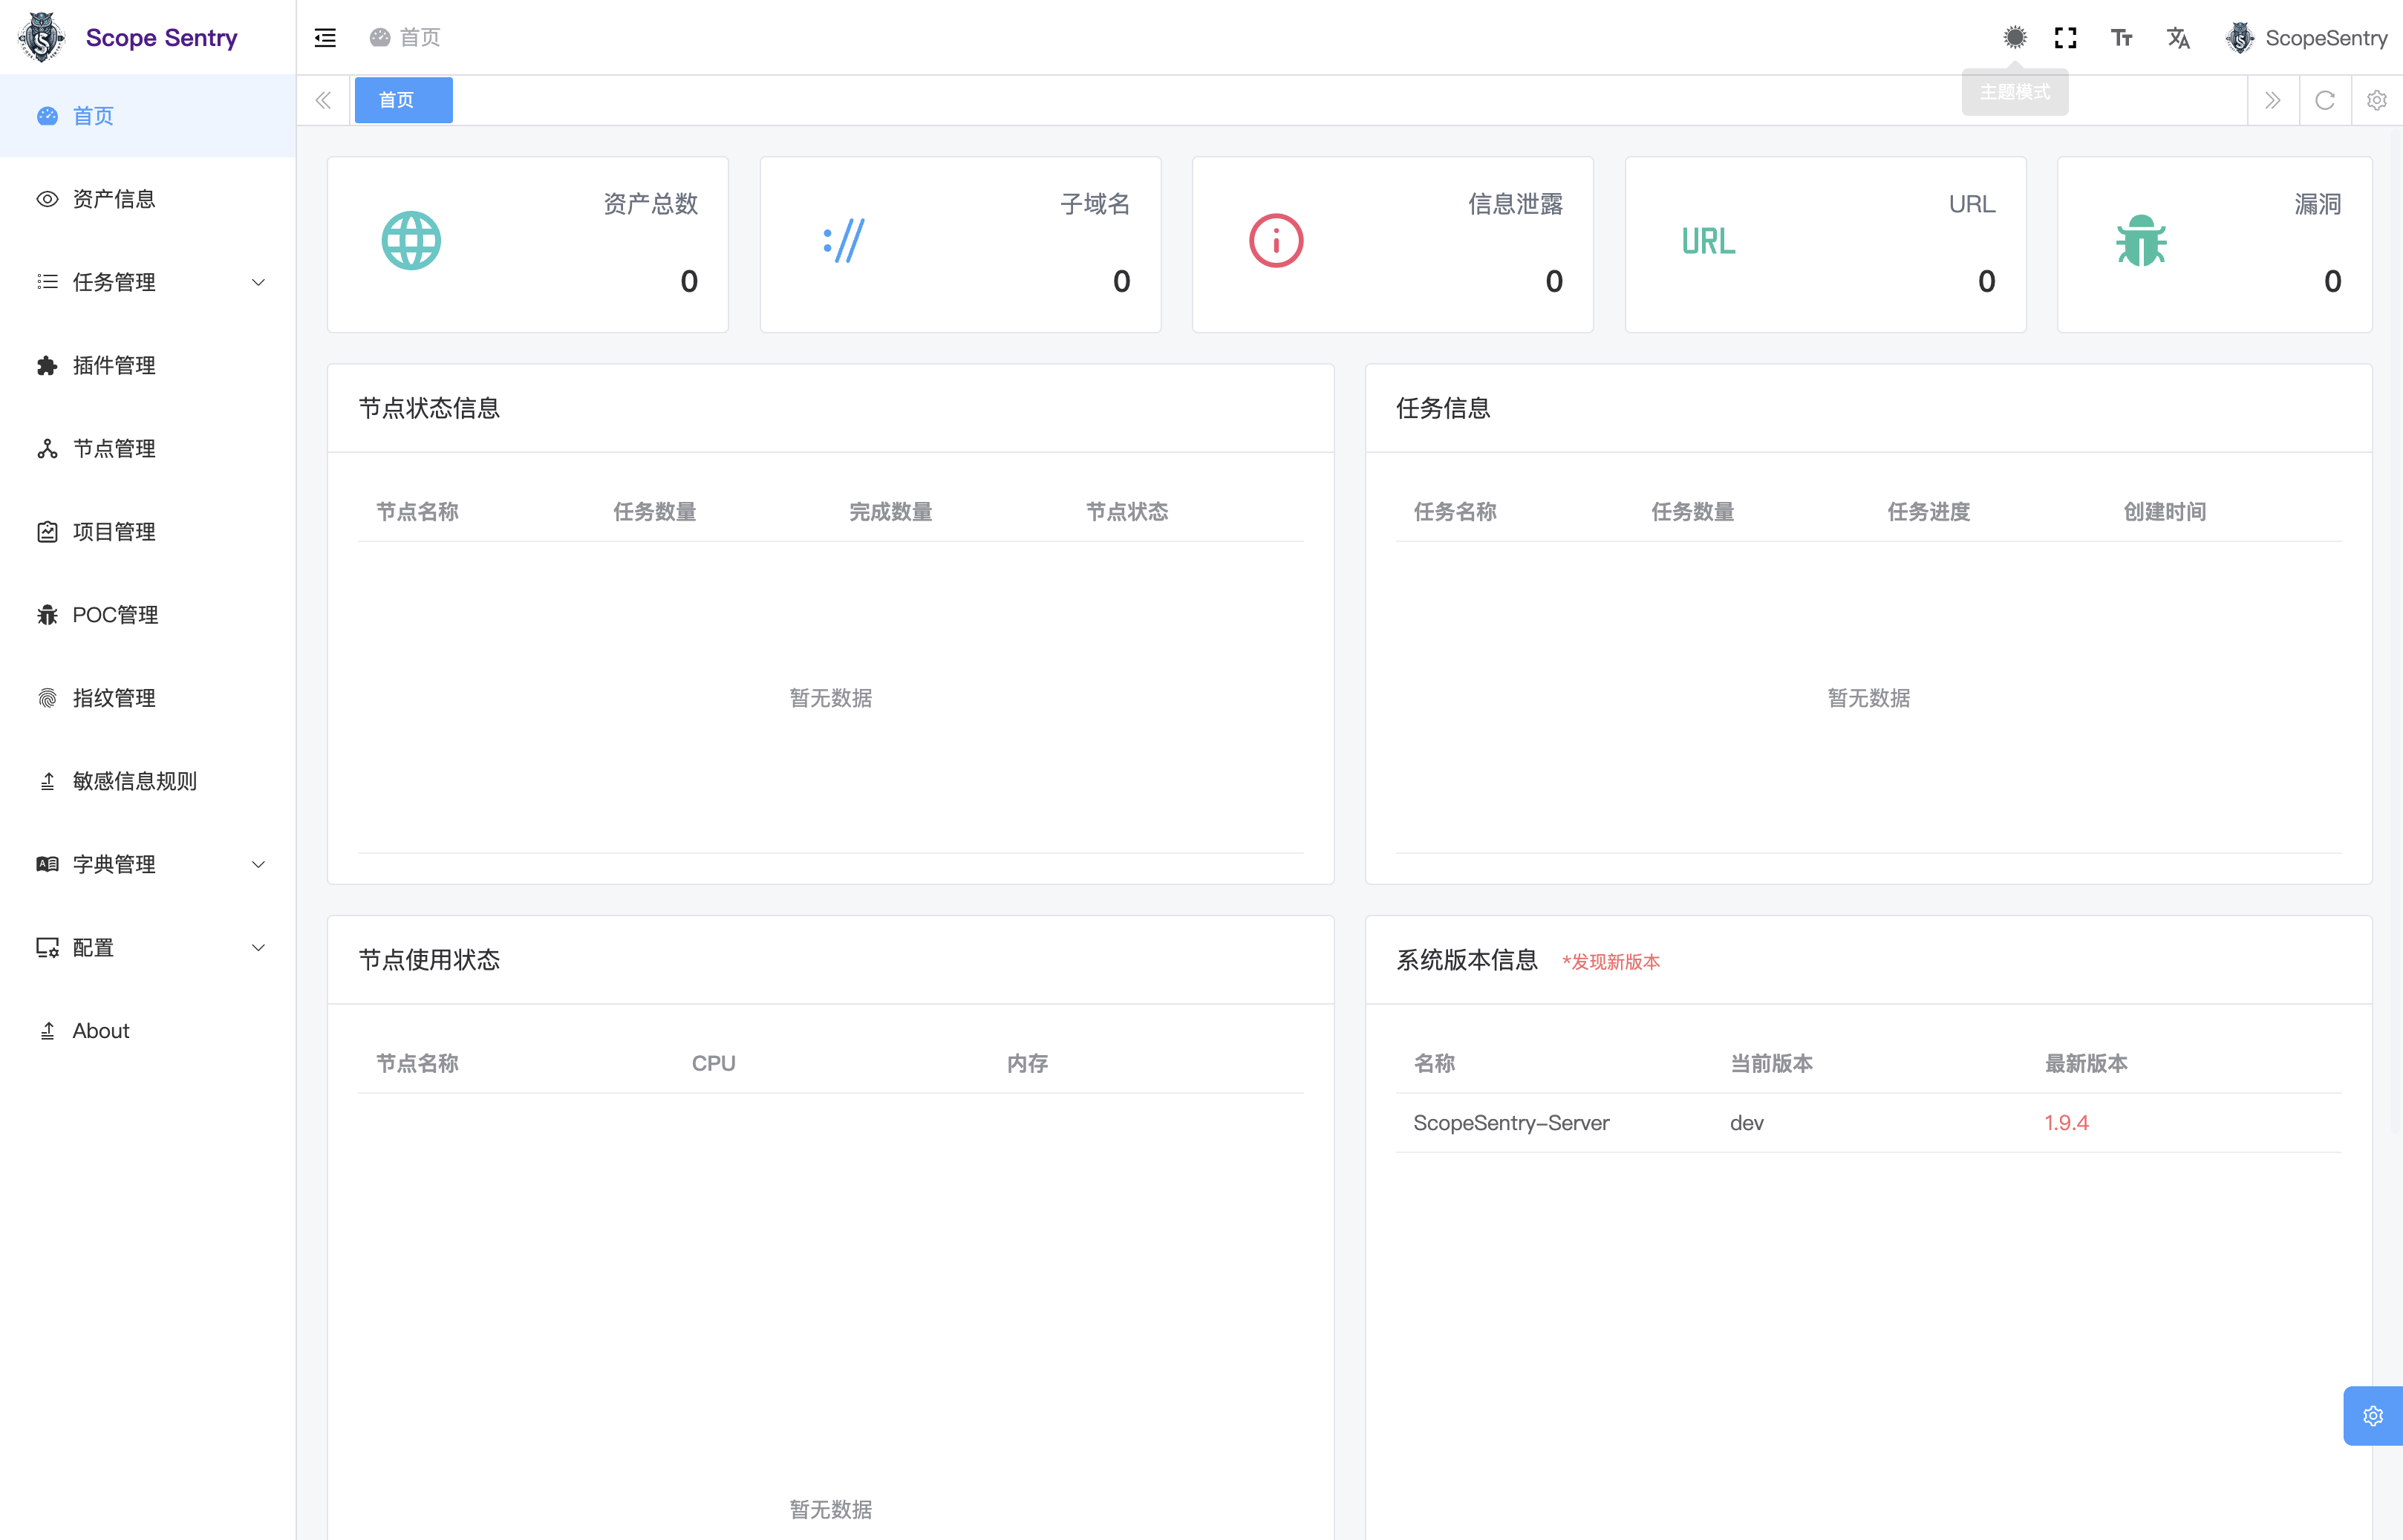 Scope Sentry
首页
ScopeSentry
首页
主题模式
首页
资产信息
任务管理
插件管理
节点管理
项目管理
POC管理
指纹管理
敏感信息规则
字典管理
配置
About
资产总数
0
子域名
0
信息泄露
0
URL
URL
0
漏洞
0
节点状态信息
节点名称 任务数量 完成数量 节点状态
暂无数据
任务信息
任务名称 任务数量 任务进度 创建时间
暂无数据
节点使用状态
节点名称 CPU 内存
暂无数据
系统版本信息 *发现新版本
名称 当前版本 最新版本
ScopeSentry-Server dev 1.9.4